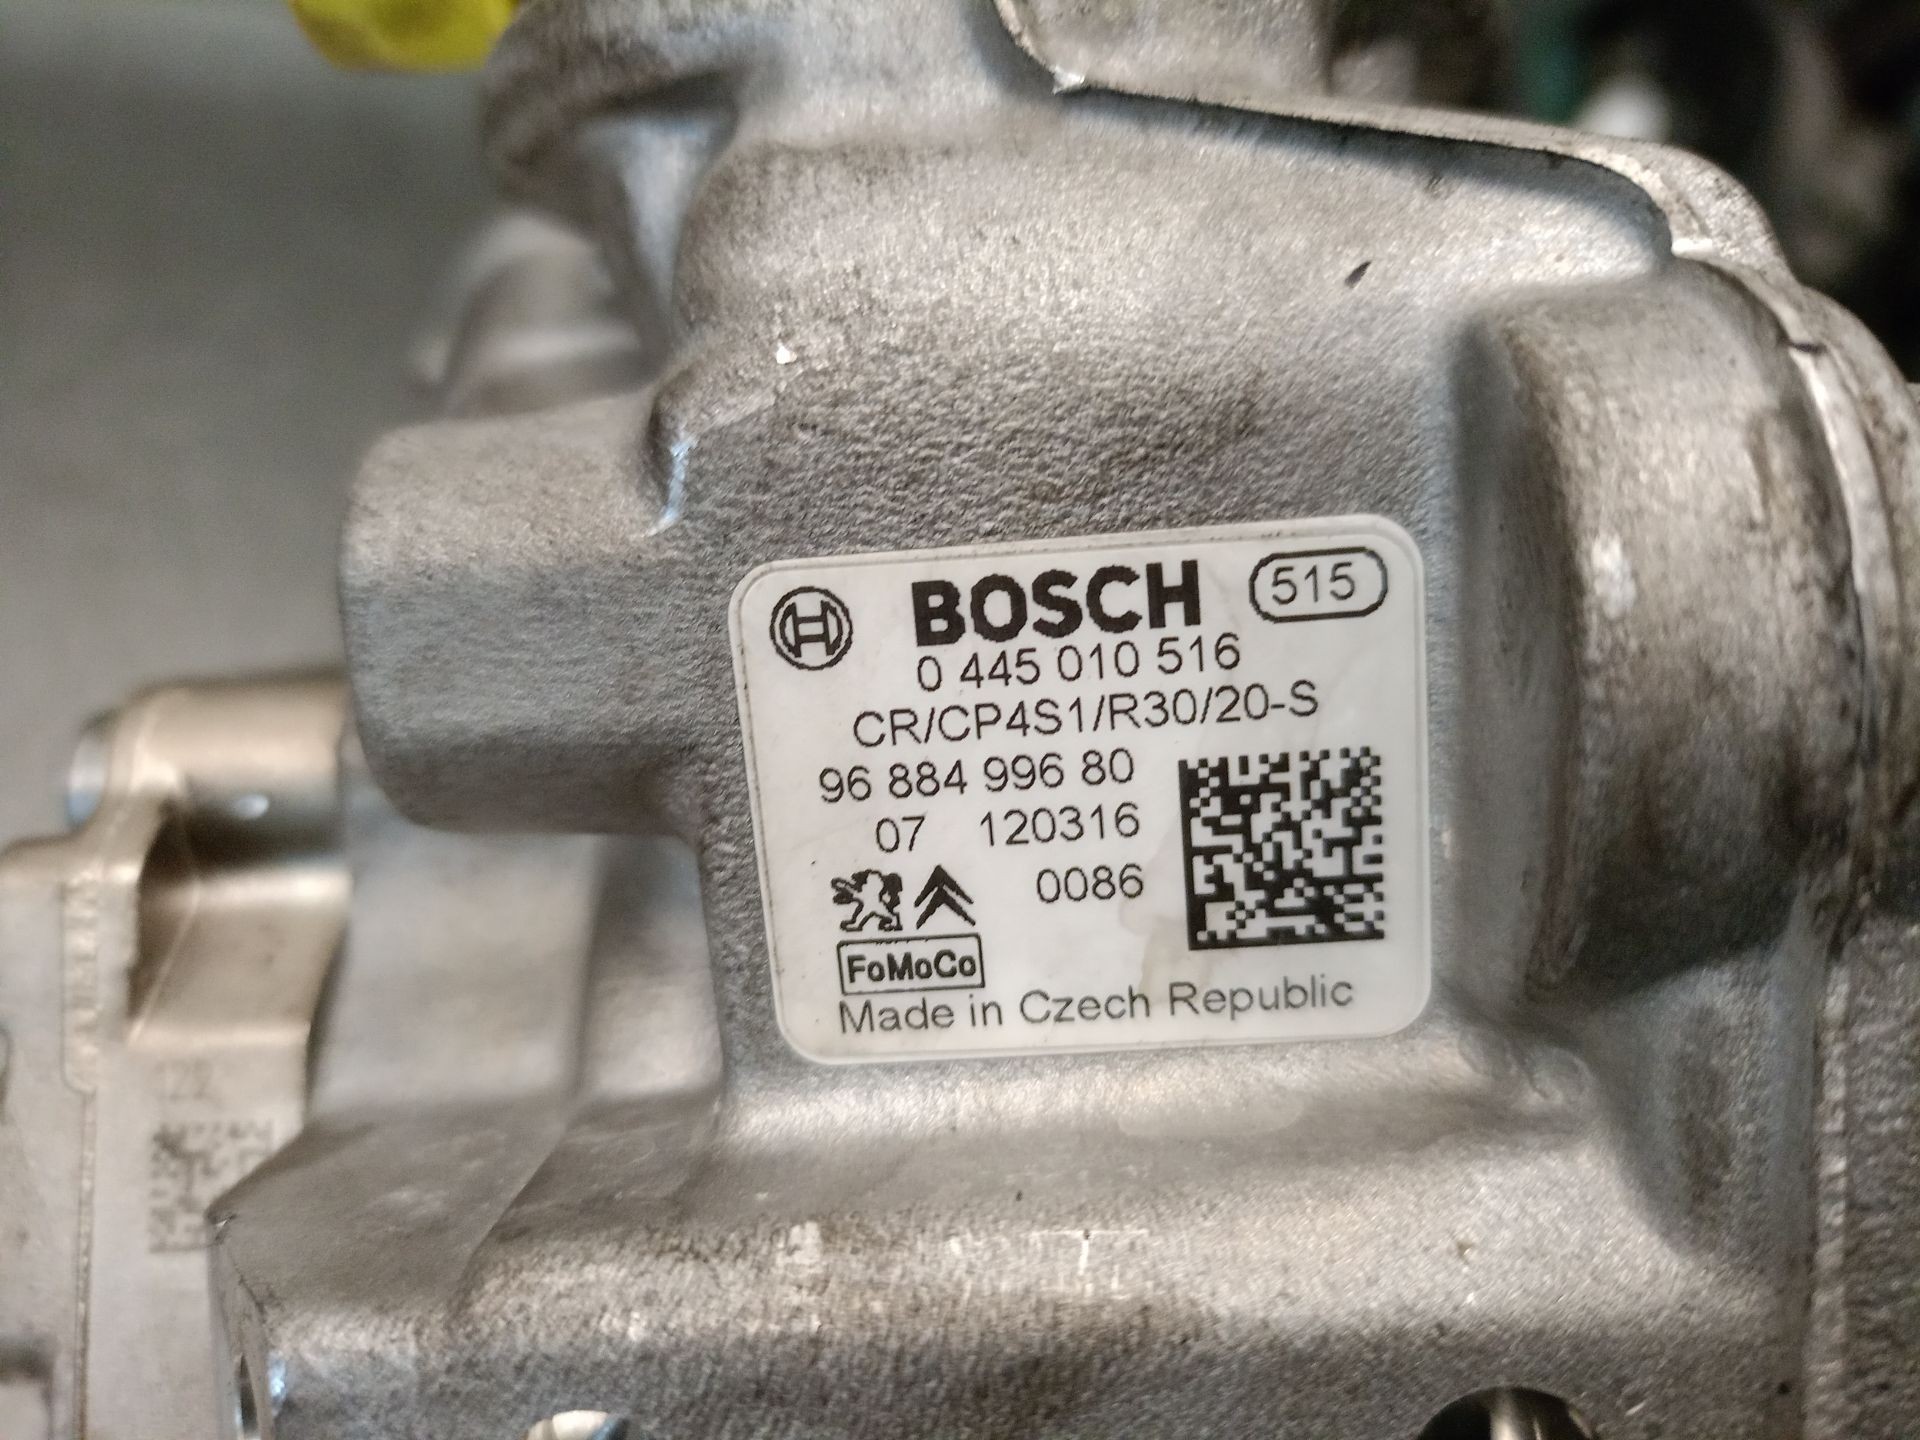 BOSCH 515
0 445 010 516
CR/CP4S1/R30/20-S
96 884 996 80
07 120316
0086
FoMoCo
Made in Czech Republic